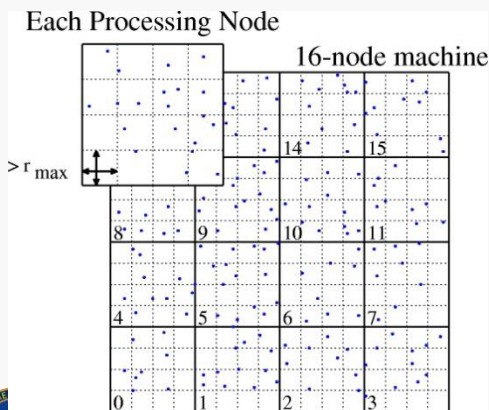 Each Processing Node
16-node machine
14 15
> r max
8 9 10 11
4 5 6 7
0 1 2 3